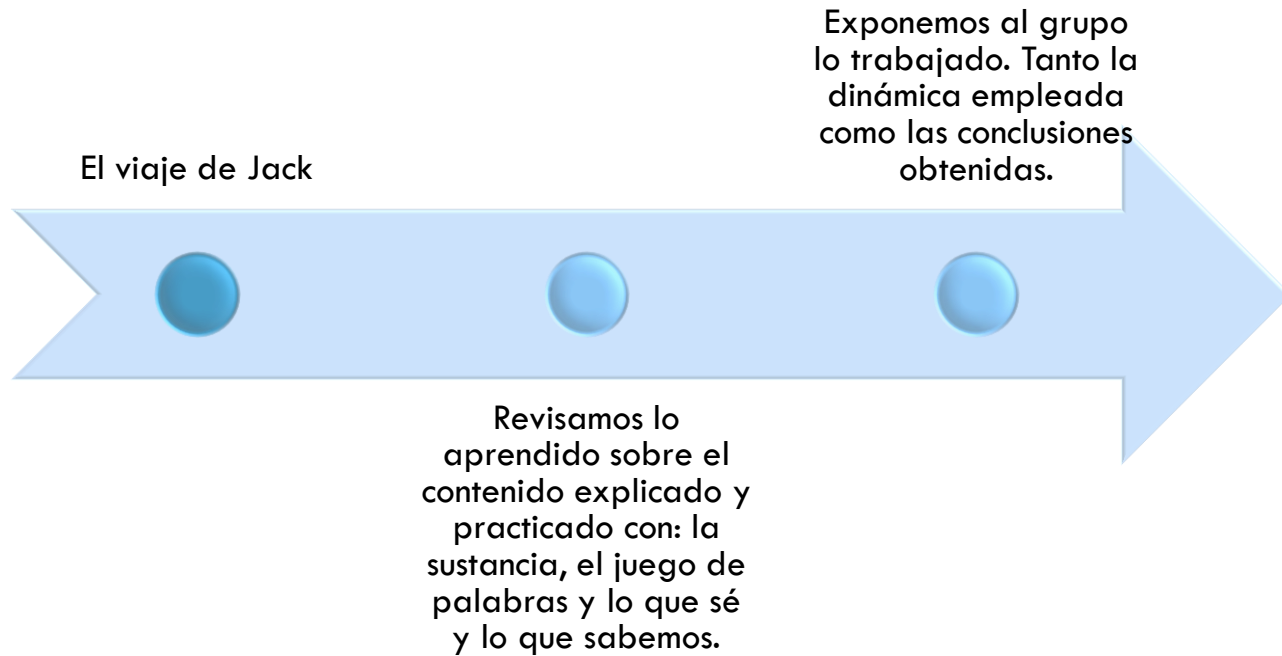 El viaje de Jack
Revisamos lo
aprendido sobre el
contenido explicado y
practicado con: la
sustancia, el juego de
palabras y lo que sé
y lo que sabemos.
Exponemos al grupo
lo trabajado. Tanto la
dinámica empleada
como las conclusiones
obtenidas.